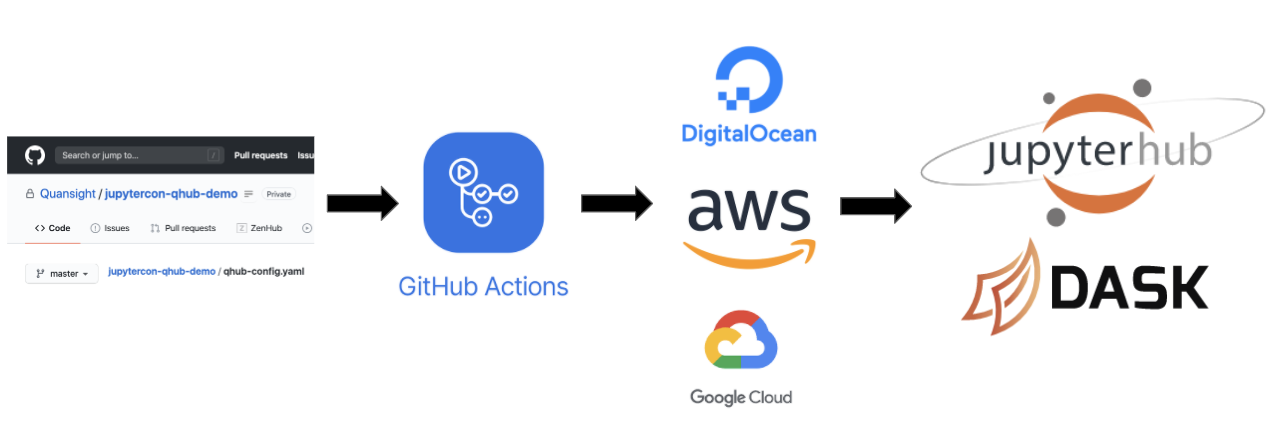 Search or jump to... /
Pull requests Issu
Quansight / jupytercon-qhub-demo Private
Code Issues Pull requests Z ZenHub
master jupytercon-qhub-demo / qhub-config.yaml
GitHub Actions
DigitalOcean
aws
Google Cloud
jupyterhub
DASK